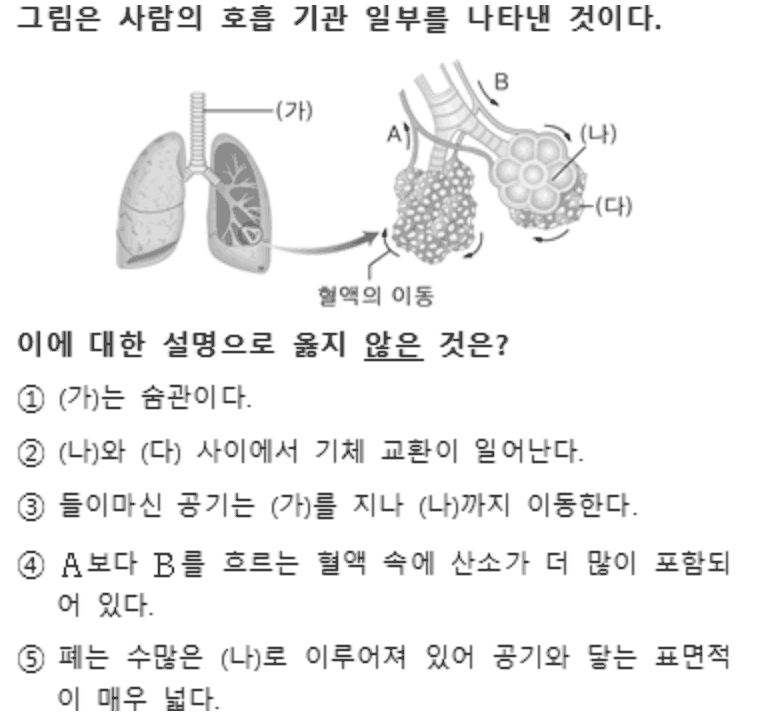 그림은 사람의 호흡 기관 일부를 나타낸 것이다.
(가)
B
A
(나)
(다)
혈액의 이동
이에 대한 설명으로 옳지 않은 것은?
① (가)는 숨관이다.
② (나)와 (다) 사이에서 기체 교환이 일어난다.
③ 들이마신 공기는 (가)를 지나 (나)까지 이동한다.
④ A보다 B를 흐르는 혈액 속에 산소가 더 많이 포함되
어 있다.
⑤ 폐는 수많은 (나)로 이루어져 있어 공기와 닿는 표면적
이 매우 넓다.